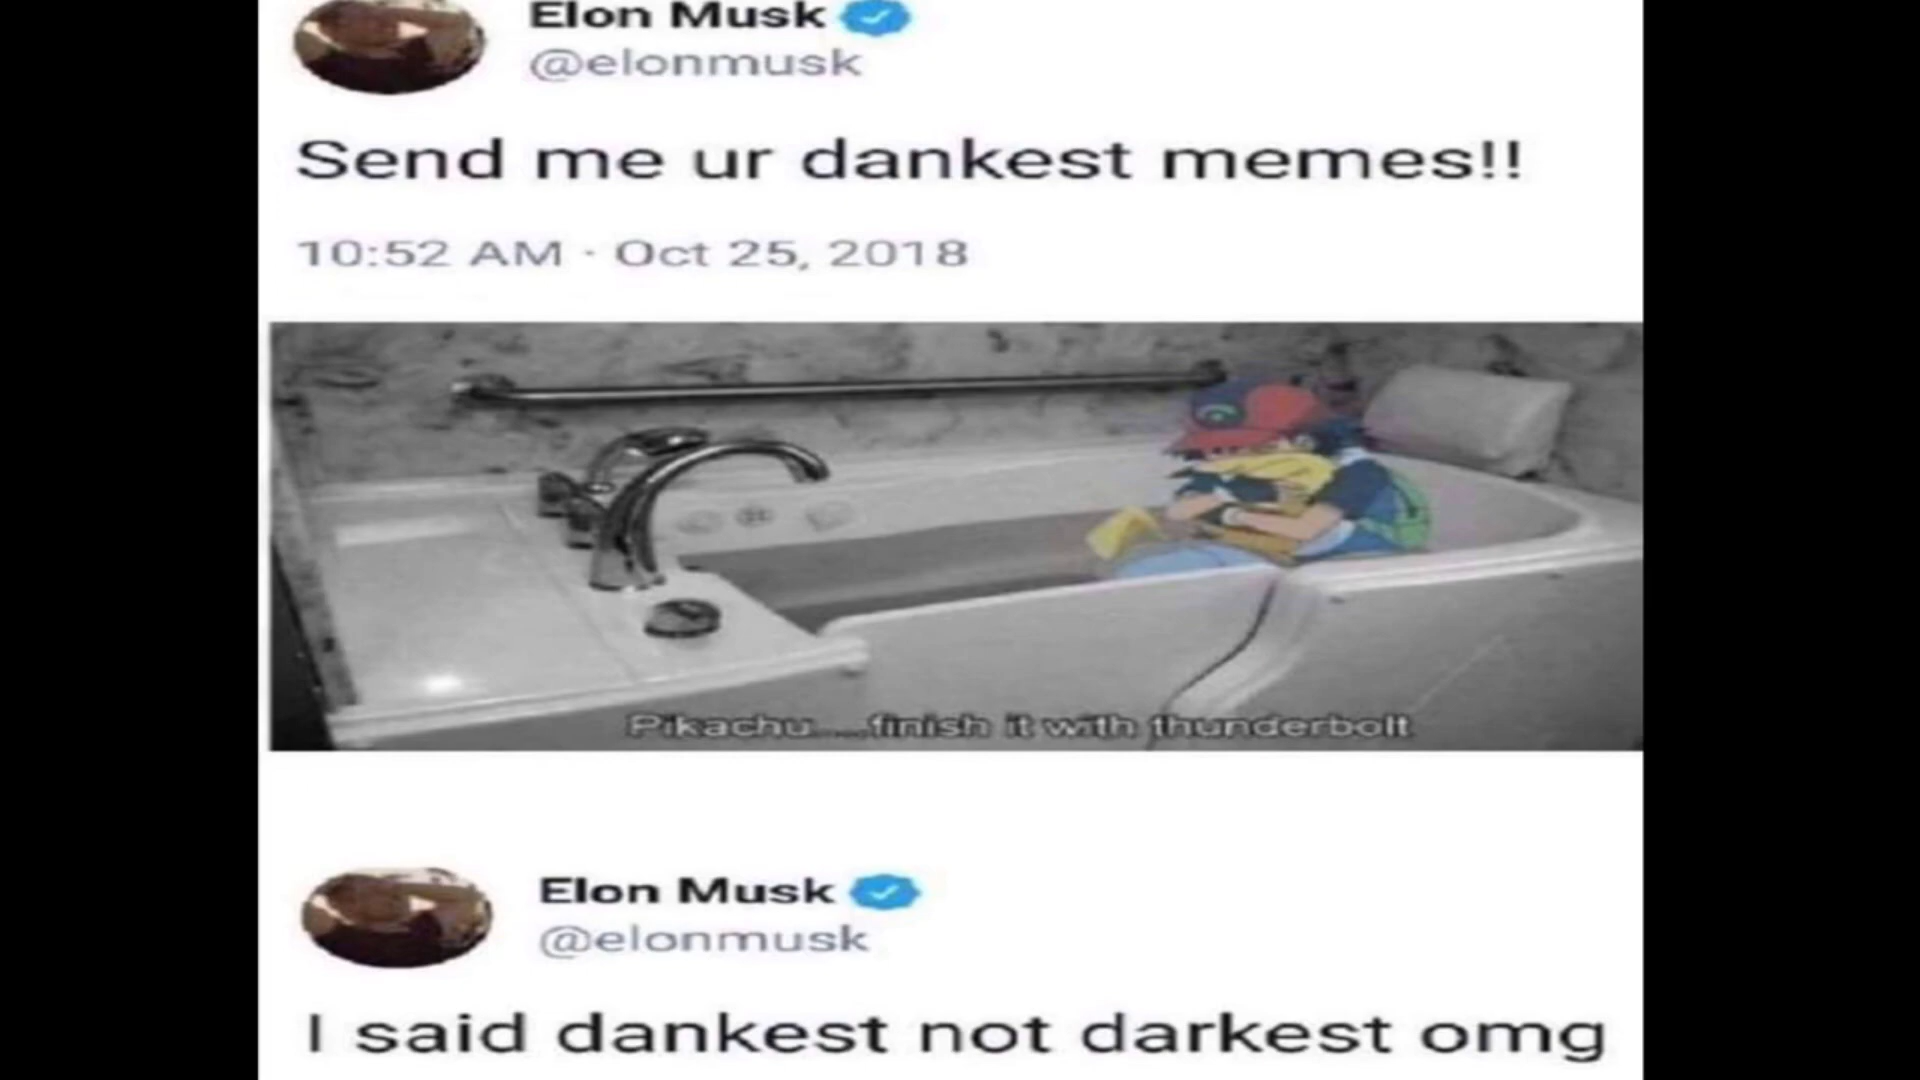 Elon Musk
@elonmusk
Send me ur dankest memes!!
10:52 AM · Oct 25, 2018
Pikachu.....finish it with thunderbolt
Elon Musk
@elonmusk
I said dankest not darkest omg